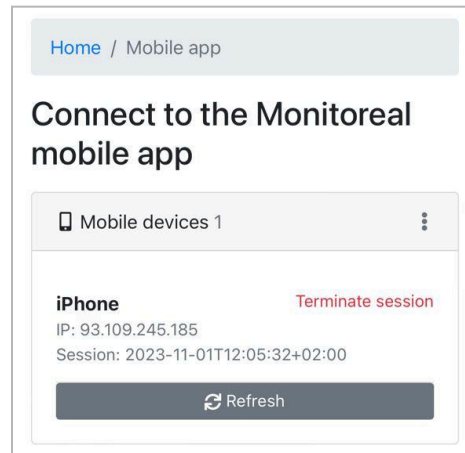 Home / Mobile app
Connect to the Monitoreal
mobile app
Mobile devices 1
iPhone
Terminate session
IP: 93.109.245.185
Session: 2023-11-01T12:05:32+02:00
Refresh